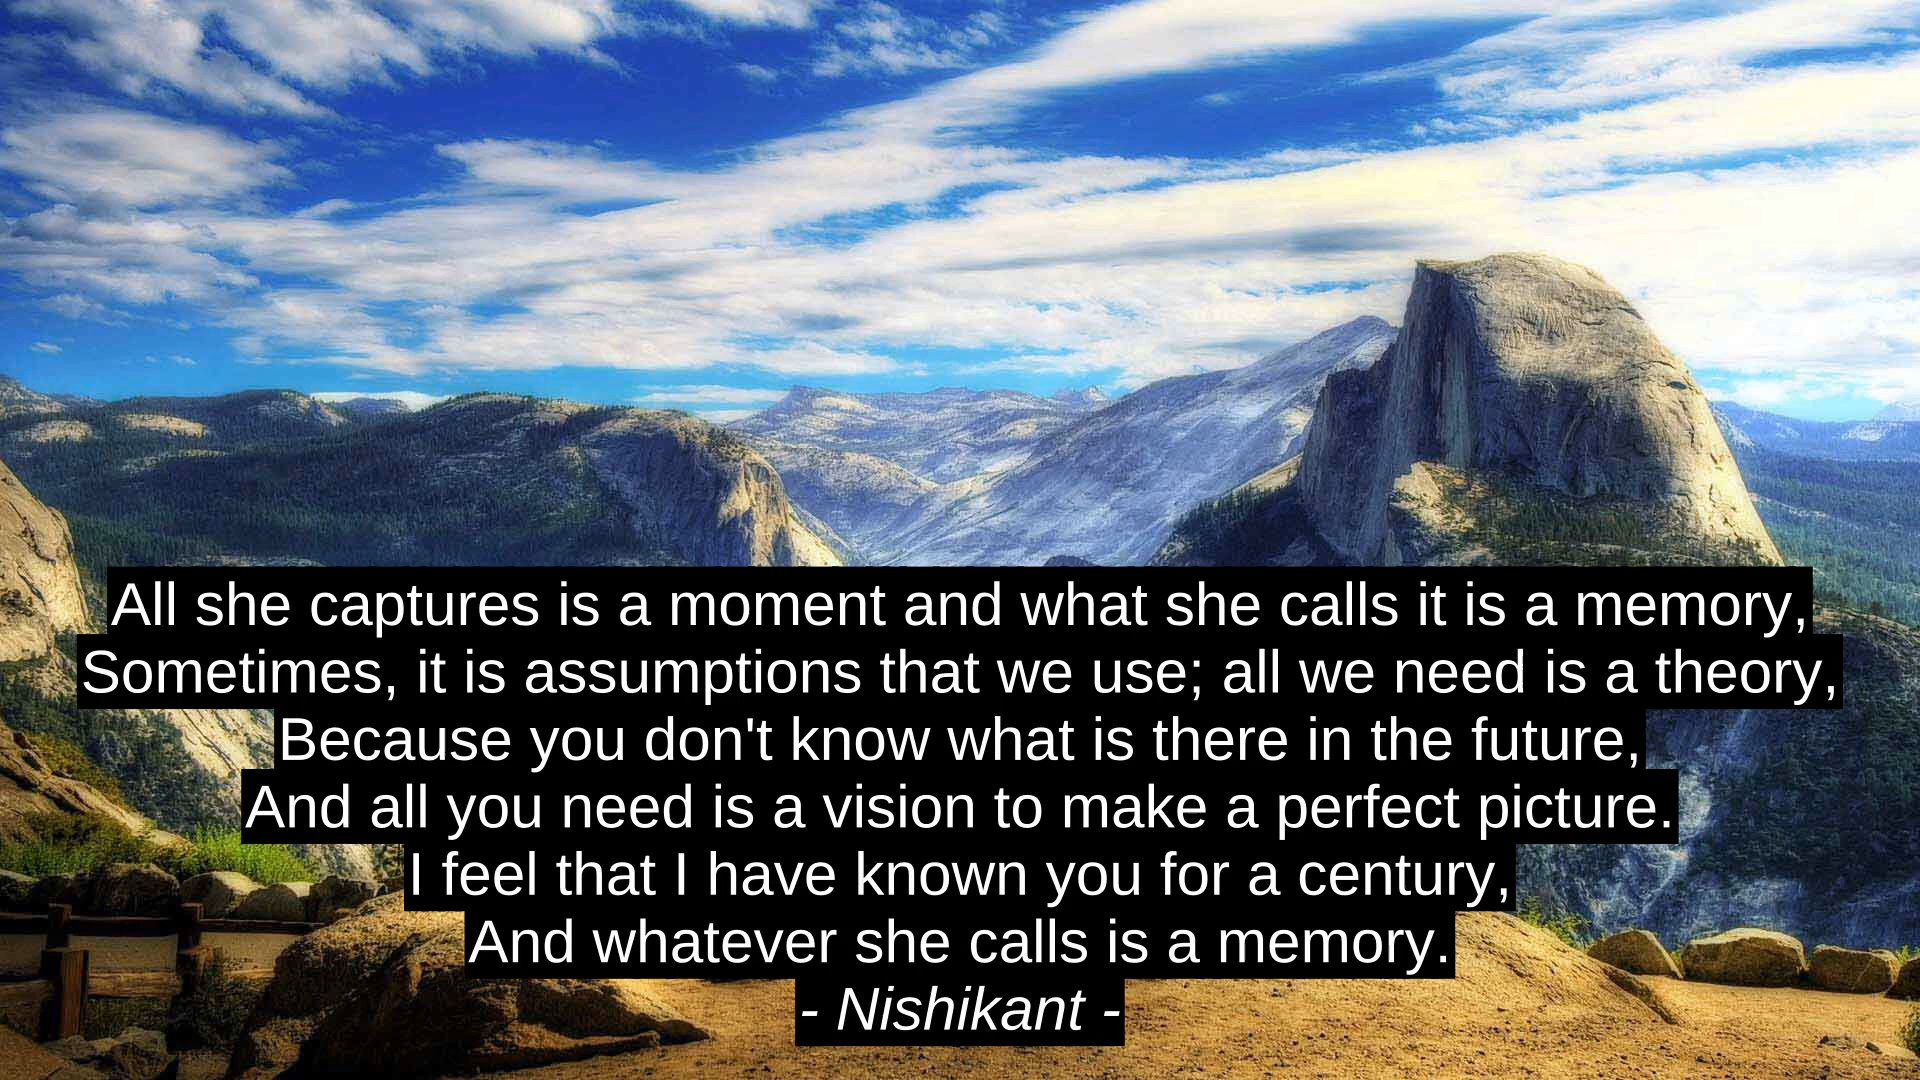 All she captures is a moment and what she calls it is a memory,
Sometimes, it is assumptions that we use; all we need is a theory,
Because you don't know what is there in the future,
And all you need is a vision to make a perfect picture.
I feel that I have known you for a century,
And whatever she calls is a memory.
- Nishikant -